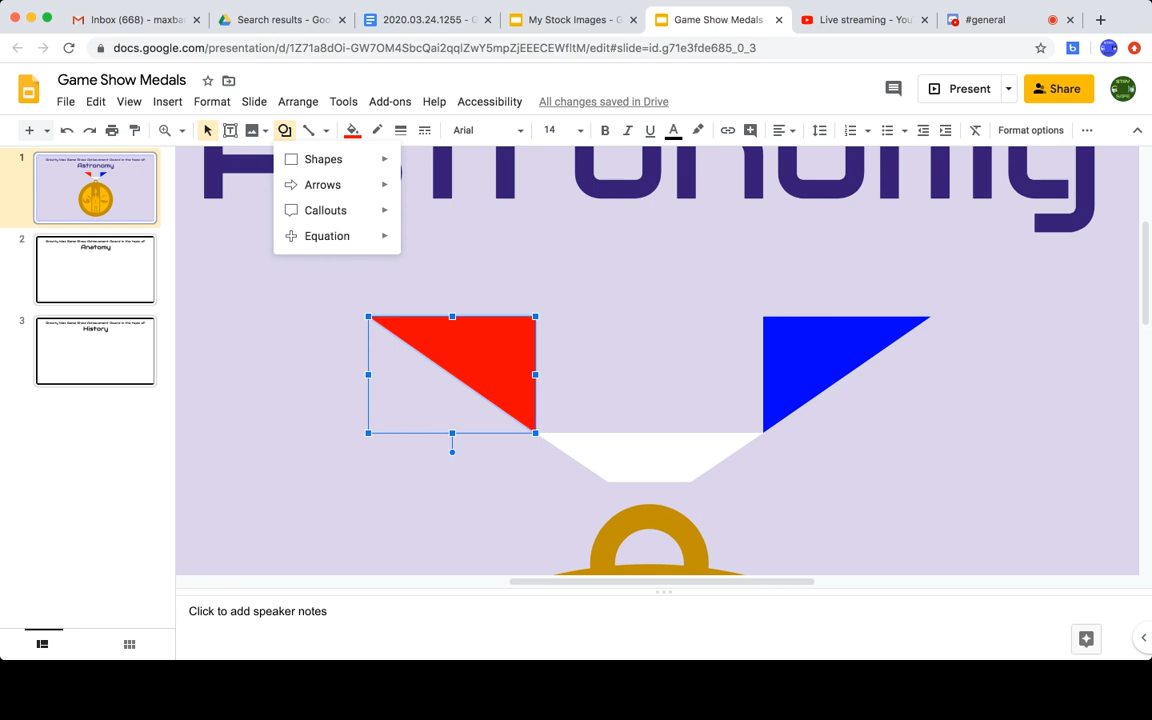 Inbox (668) - maxba
Search results - Goo
2020.03.24.1255 - G
My Stock Images - G
Game Show Medals
Live streaming - You
#general
docs.google.com/presentation/d/1Z71a8dOi-GW7OM4SbcQai2qqlZwY5mpZjEEECEWfltM/edit#slide=id.g71e3fde685_0_3
Game Show Medals
File Edit View Insert Format Slide Arrange Tools Add-ons Help Accessibility All changes saved in Drive
Present
Share
Arial 14 B I U A Format options
Shapes
Arrows
Callouts
Equation
Astronomy
1
Astronomy
2
Anatomy
3
History
Click to add speaker notes